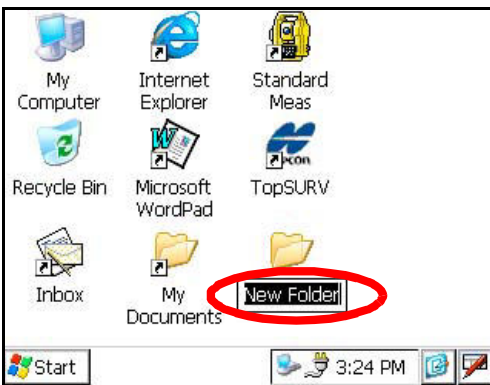 My Computer
Internet Explorer
Standard Meas
Recycle Bin
Microsoft WordPad
TopSURV
Inbox
My Documents
New Folder
Start
3:24 PM